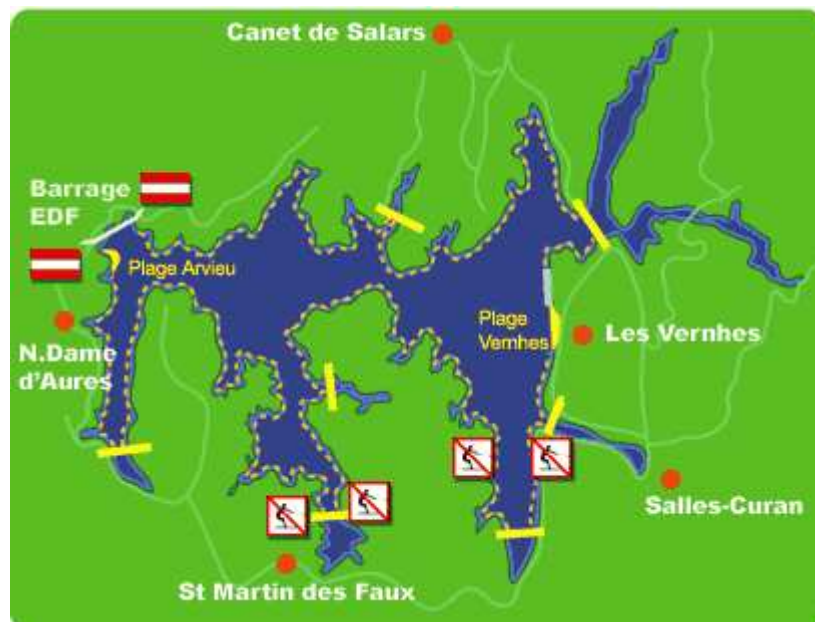 Canet de Salars
Barrage
EDF
Plage Arvieu
N.Dame
d'Aures
Plage
Vernhes
Les Vernhes
Salles-Curan
St Martin des Faux